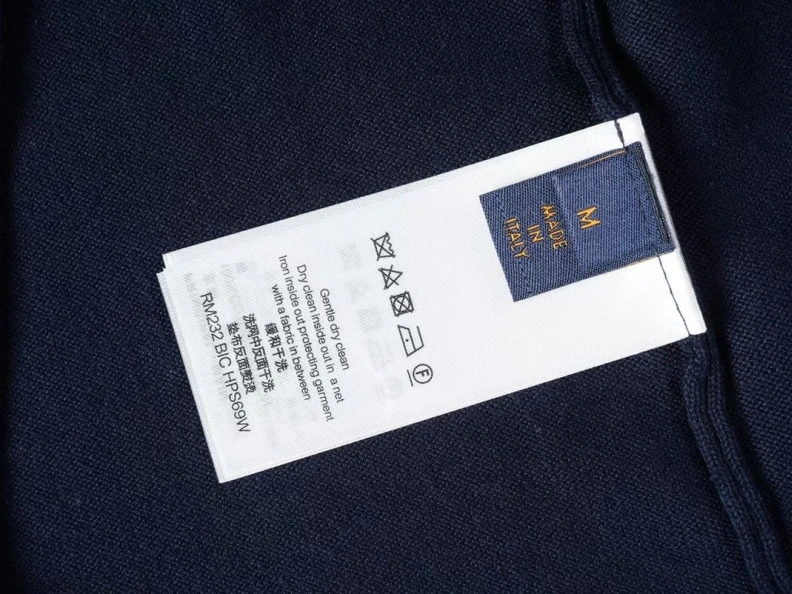 M
MADE
IN
ITALY
F
Gentle dry clean
Dry clean inside out in a net
Iron inside out protecting garment
with a fabric in between
缓和干洗
洗网中反面干洗
垫布反面熨烫
RM232 BIC HPS69W